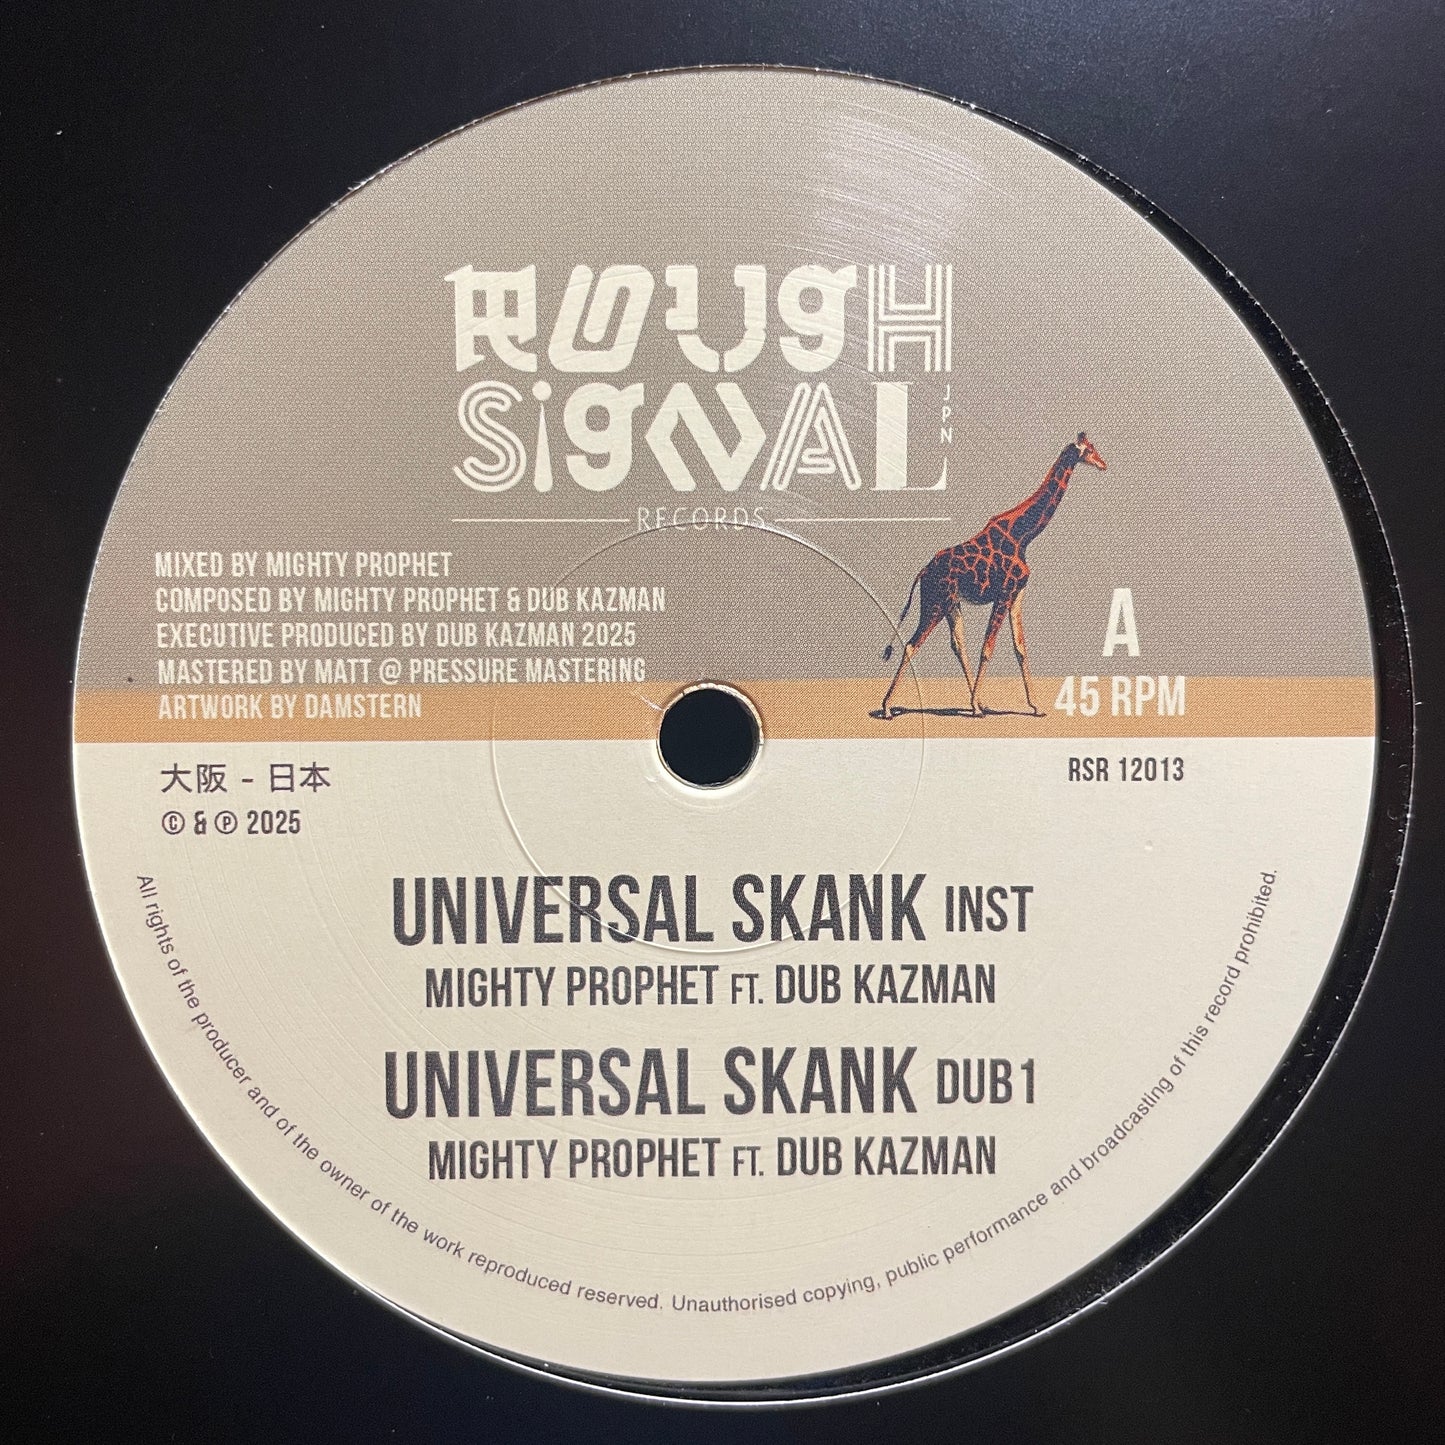 ROUGH
SiGNAL
JPN
RECORDS
MIXED BY MIGHTY PROPHET
COMPOSED BY MIGHTY PROPHET & DUB KAZMAN
EXECUTIVE PRODUCED BY DUB KAZMAN 2025
MASTERED BY MATT @ PRESSURE MASTERING
ARTWORK BY DAMSTERN
A
45 RPM
大阪 - 日本
© & ℗ 2025
RSR 12013
UNIVERSAL SKANK INST
MIGHTY PROPHET FT. DUB KAZMAN
UNIVERSAL SKANK DUB1
MIGHTY PROPHET FT. DUB KAZMAN
All rights of the producer and of the owner of the work reproduced reserved. Unauthorised copying, public performance and broadcasting of this record prohibited.